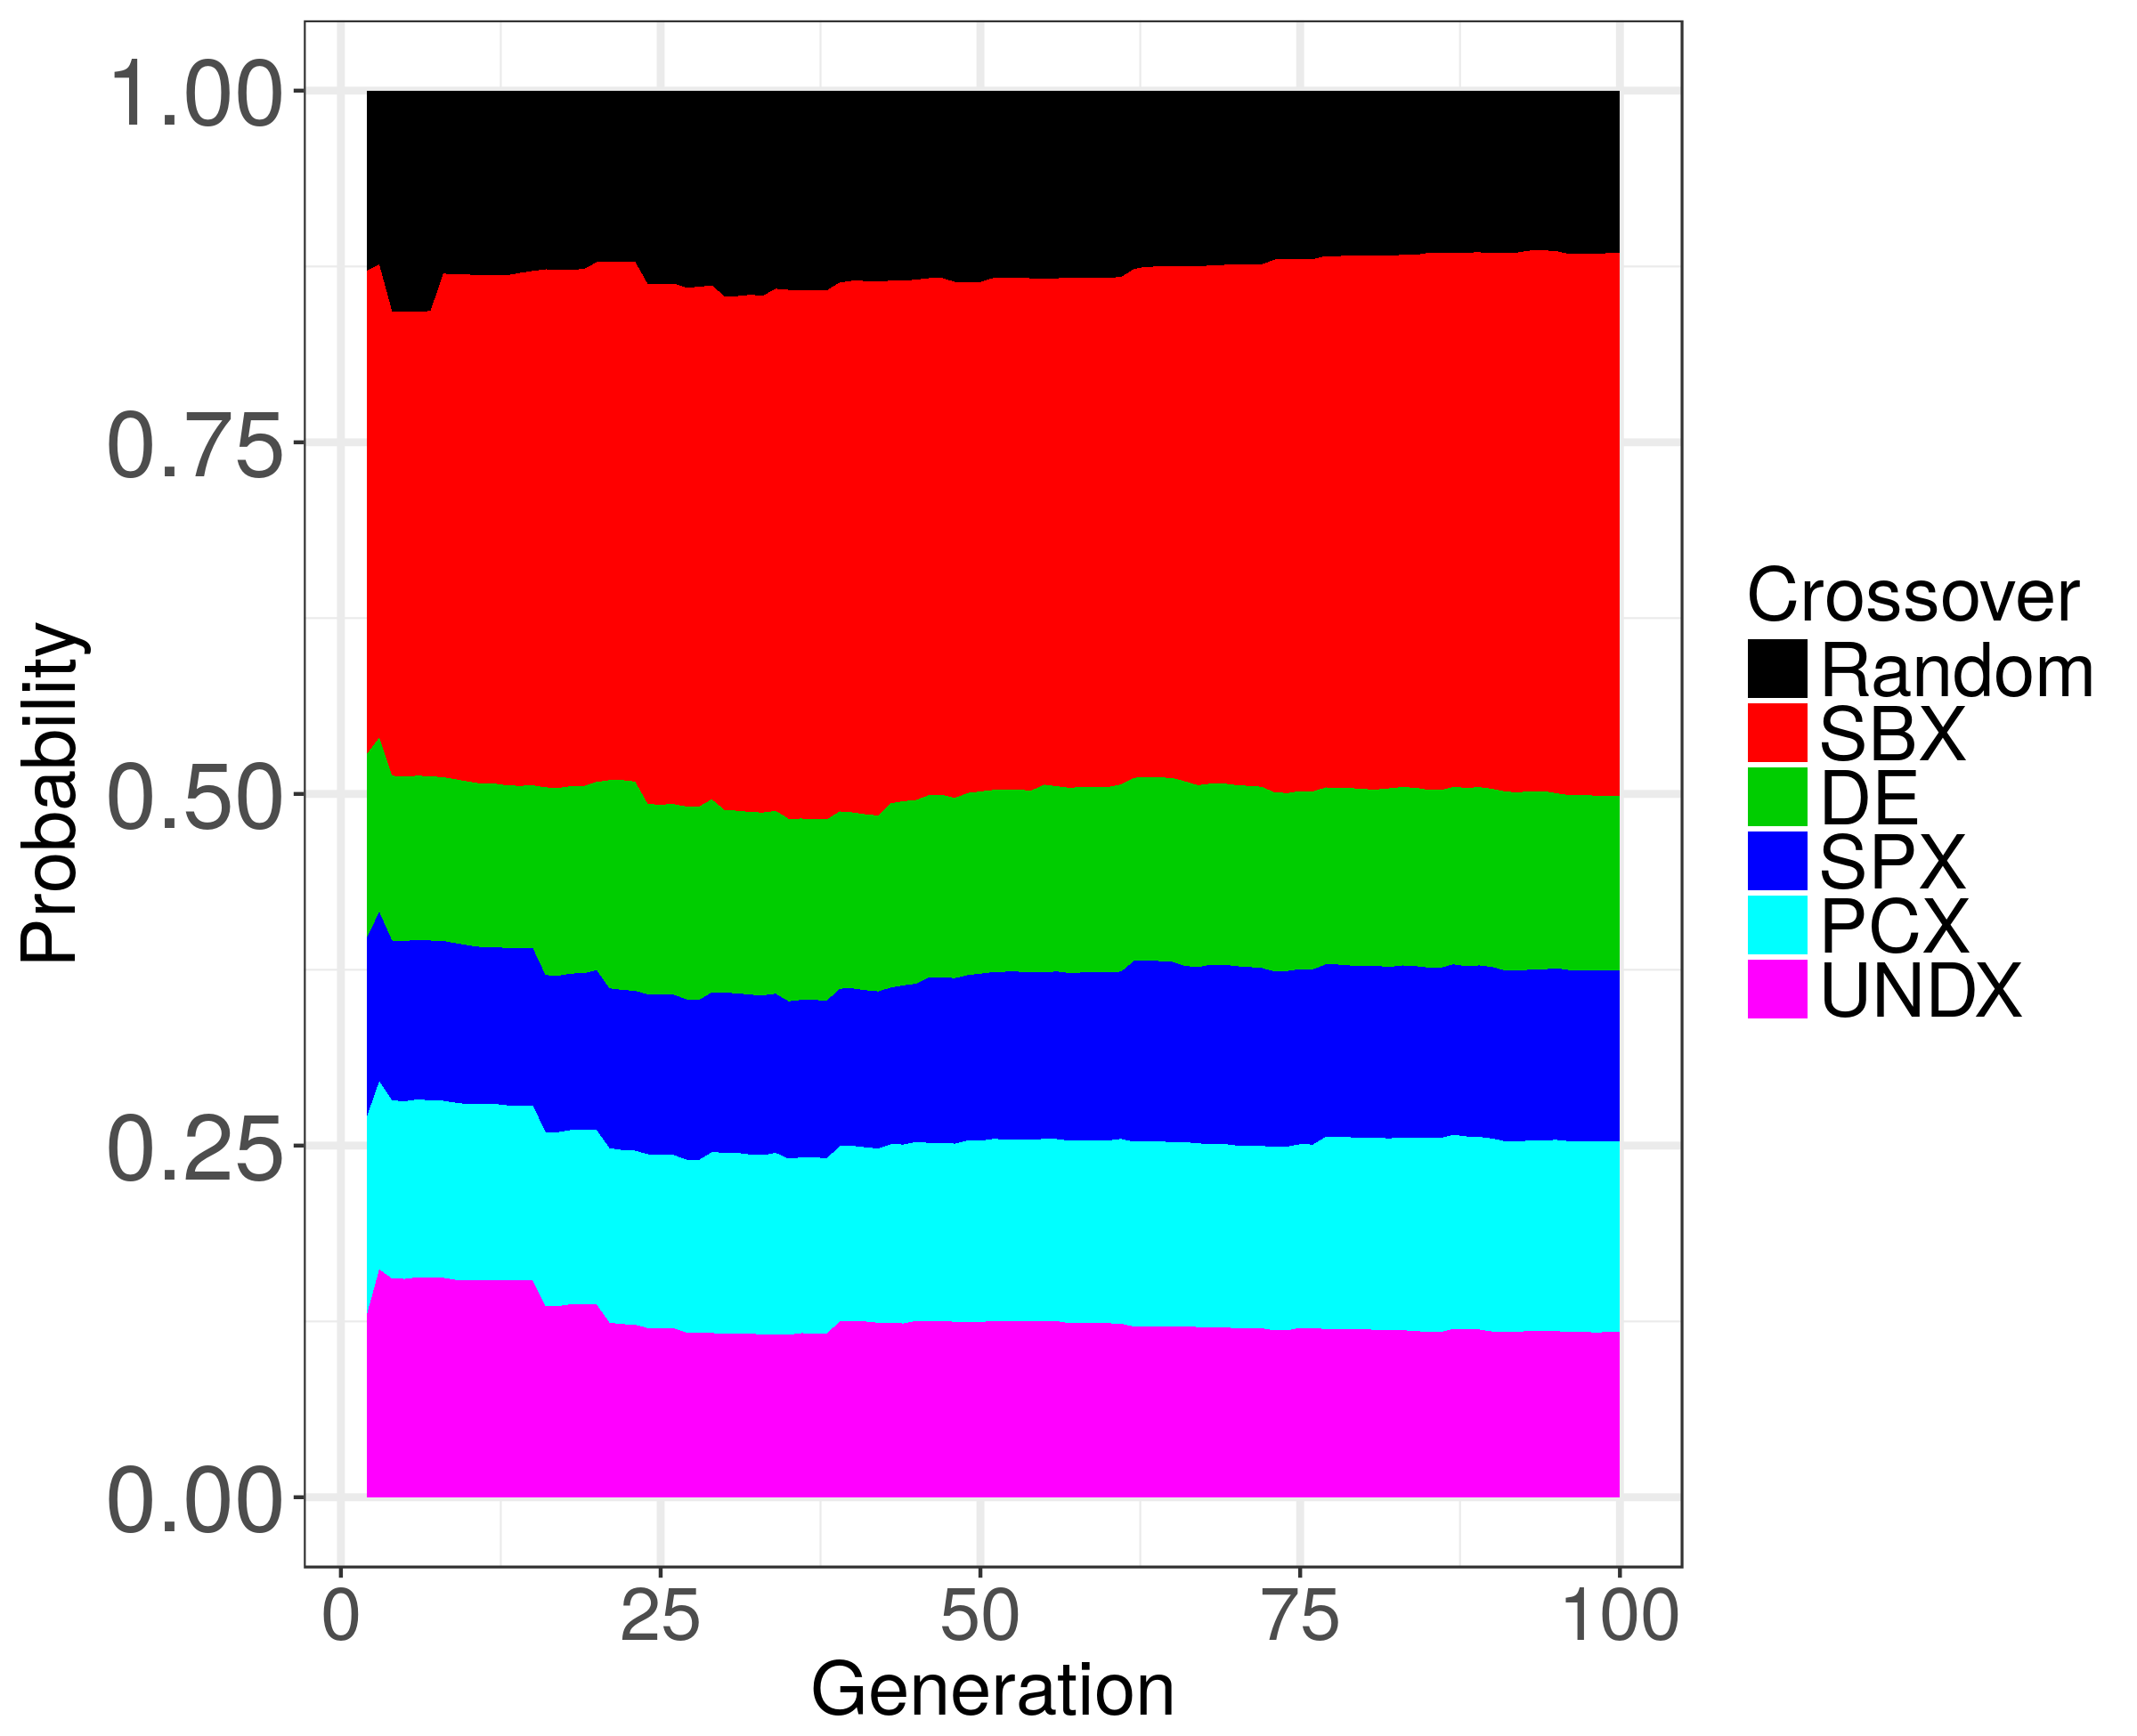 1.00
0.75
0.50
0.25
0.00
Probability
0
25
50
75
100
Generation
Crossover
Random
SBX
DE
SPX
PCX
UNDX